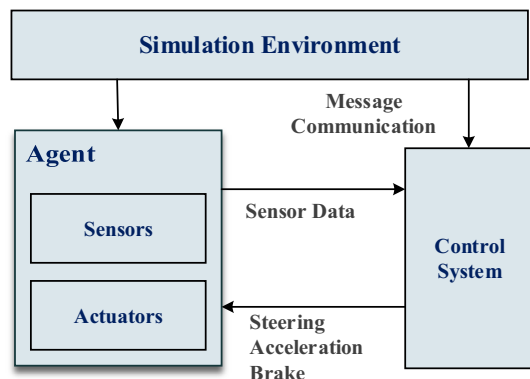 Simulation Environment
Message
Communication
Agent
Sensors
Sensor Data
Control
System
Actuators
Steering
Acceleration
Brake